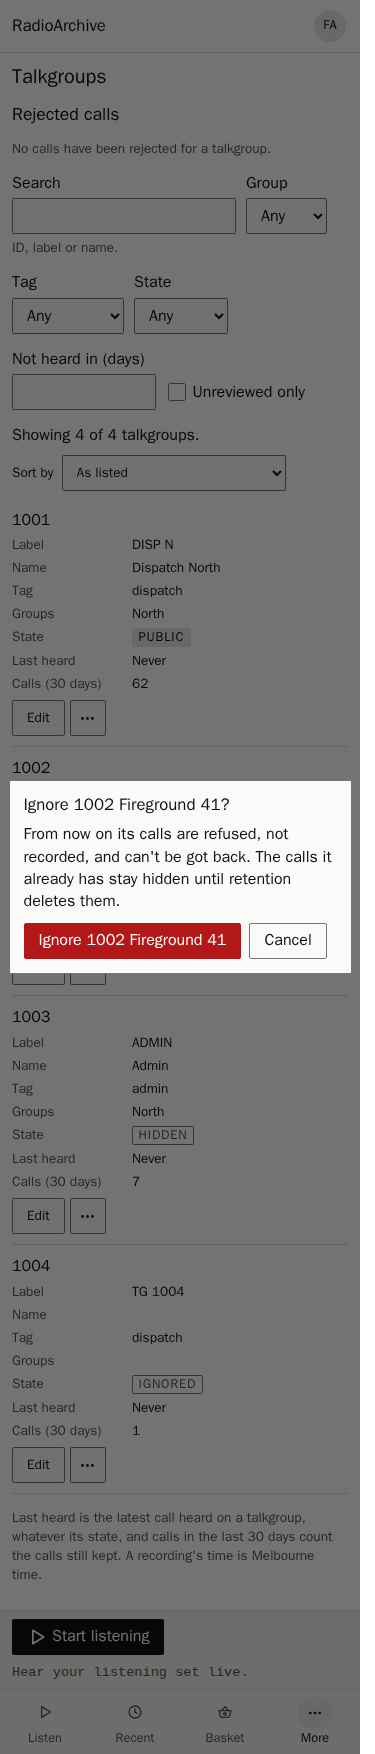 RadioArchive
FA
Talkgroups
Rejected calls
No calls have been rejected for a talkgroup.
Search
Group
Any
ID, label or name.
Tag
State
Any
Any
Not heard in (days)
Unreviewed only
Showing 4 of 4 talkgroups.
Sort by
As listed
1001
Label DISP N
Name Dispatch North
Tag dispatch
Groups North
State PUBLIC
Last heard Never
Calls (30 days) 62
Edit
1002
Ignore 1002 Fireground 41?
From now on its calls are refused, not
recorded, and can't be got back. The calls it
already has stay hidden until retention
deletes them.
Ignore 1002 Fireground 41
Cancel
1003
Label ADMIN
Name Admin
Tag admin
Groups North
State HIDDEN
Last heard Never
Calls (30 days) 7
Edit
1004
Label TG 1004
Name
Tag dispatch
Groups
State IGNORED
Last heard Never
Calls (30 days) 1
Edit
Last heard is the latest call heard on a talkgroup,
whatever its state, and calls in the last 30 days count
the calls still kept. A recording's time is Melbourne
time.
Start listening
Hear your listening set live.
Listen
Recent
Basket
More